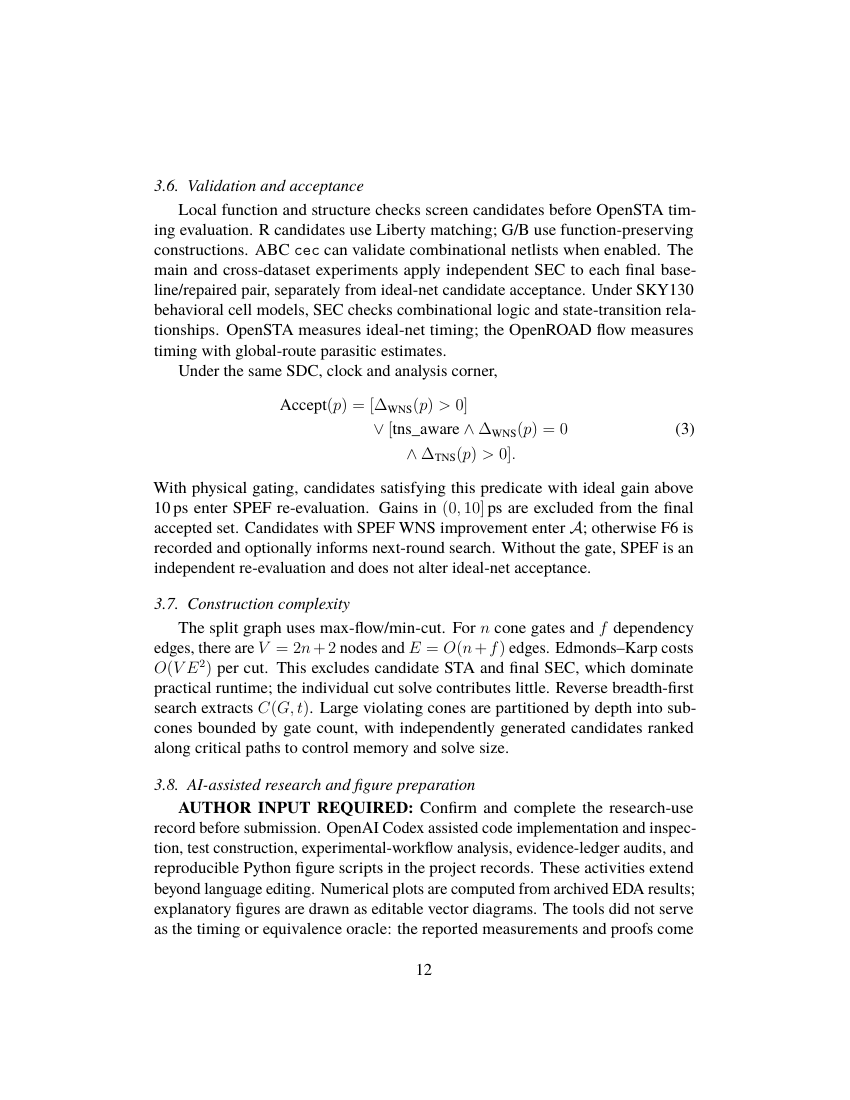 3.6. Validation and acceptance
Local function and structure checks screen candidates before OpenSTA tim-
ing evaluation. R candidates use Liberty matching; G/B use function-preserving
constructions. ABC cec can validate combinational netlists when enabled. The
main and cross-dataset experiments apply independent SEC to each final base-
line/repaired pair, separately from ideal-net candidate acceptance. Under SKY130
behavioral cell models, SEC checks combinational logic and state-transition rela-
tionships. OpenSTA measures ideal-net timing; the OpenROAD flow measures
timing with global-route parasitic estimates.
Under the same SDC, clock and analysis corner,
Accept(p) = [Δ_WNS(p) > 0]
∨ [tns_aware ∧ Δ_WNS(p) = 0 (3)
∧ Δ_TNS(p) > 0].
With physical gating, candidates satisfying this predicate with ideal gain above
10 ps enter SPEF re-evaluation. Gains in (0, 10] ps are excluded from the final
accepted set. Candidates with SPEF WNS improvement enter 𝒜; otherwise F6 is
recorded and optionally informs next-round search. Without the gate, SPEF is an
independent re-evaluation and does not alter ideal-net acceptance.
3.7. Construction complexity
The split graph uses max-flow/min-cut. For n cone gates and f dependency
edges, there are V = 2n + 2 nodes and E = O(n + f) edges. Edmonds–Karp costs
O(VE²) per cut. This excludes candidate STA and final SEC, which dominate
practical runtime; the individual cut solve contributes little. Reverse breadth-first
search extracts C(G, t). Large violating cones are partitioned by depth into sub-
cones bounded by gate count, with independently generated candidates ranked
along critical paths to control memory and solve size.
3.8. AI-assisted research and figure preparation
AUTHOR INPUT REQUIRED: Confirm and complete the research-use
record before submission. OpenAI Codex assisted code implementation and inspec-
tion, test construction, experimental-workflow analysis, evidence-ledger audits, and
reproducible Python figure scripts in the project records. These activities extend
beyond language editing. Numerical plots are computed from archived EDA results;
explanatory figures are drawn as editable vector diagrams. The tools did not serve
as the timing or equivalence oracle: the reported measurements and proofs come
12